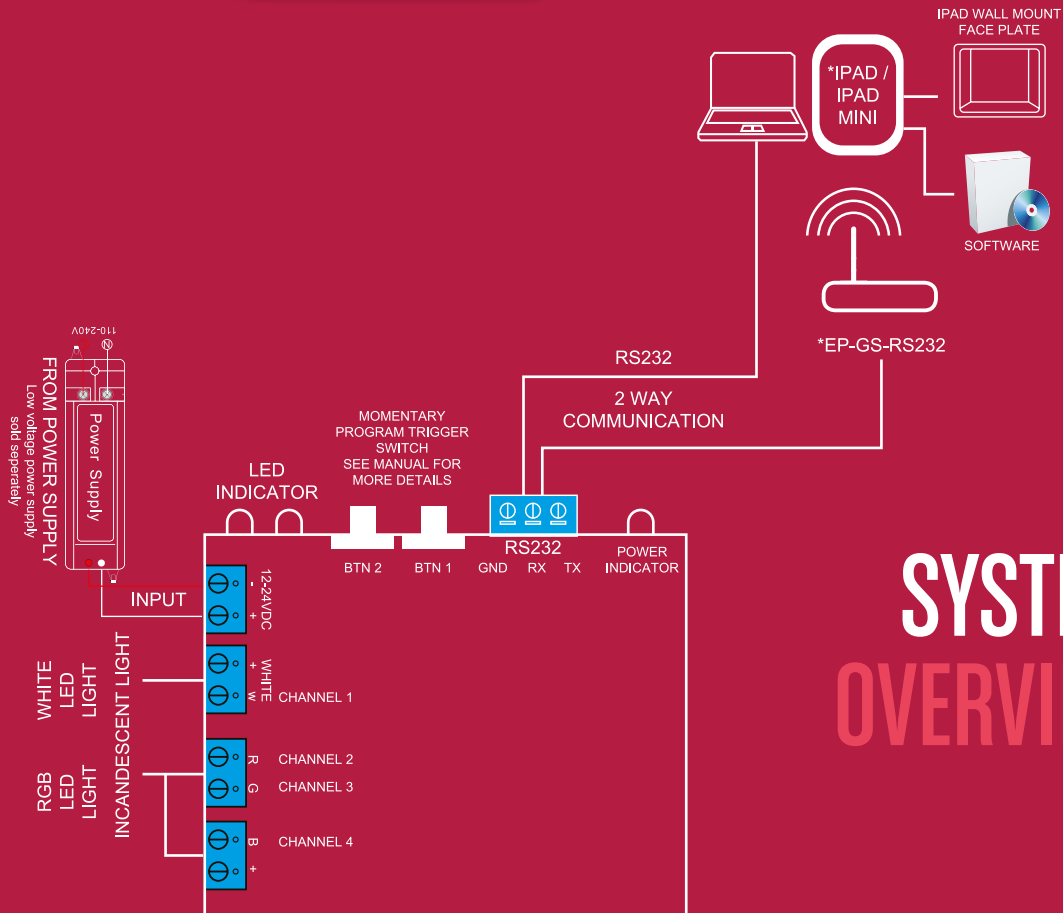 IPAD WALL MOUNT
FACE PLATE
*IPAD /
IPAD
MINI
SOFTWARE
*EP-GS-RS232
RS232
2 WAY
COMMUNICATION
110-240V
N
Power Supply
FROM POWER SUPPLY
Low voltage power supply
sold seperately
MOMENTARY
PROGRAM TRIGGER
SWITCH
SEE MANUAL FOR
MORE DETAILS
LED
INDICATOR
BTN 2
BTN 1
RS232
GND RX TX
POWER
INDICATOR
INPUT
- +
12-24VDC
+ W
WHITE
CHANNEL 1
R
CHANNEL 2
G
CHANNEL 3
B
CHANNEL 4
+
WHITE
LED
LIGHT
RGB
LED
LIGHT
INCANDESCENT LIGHT
SYSTE
OVERVI